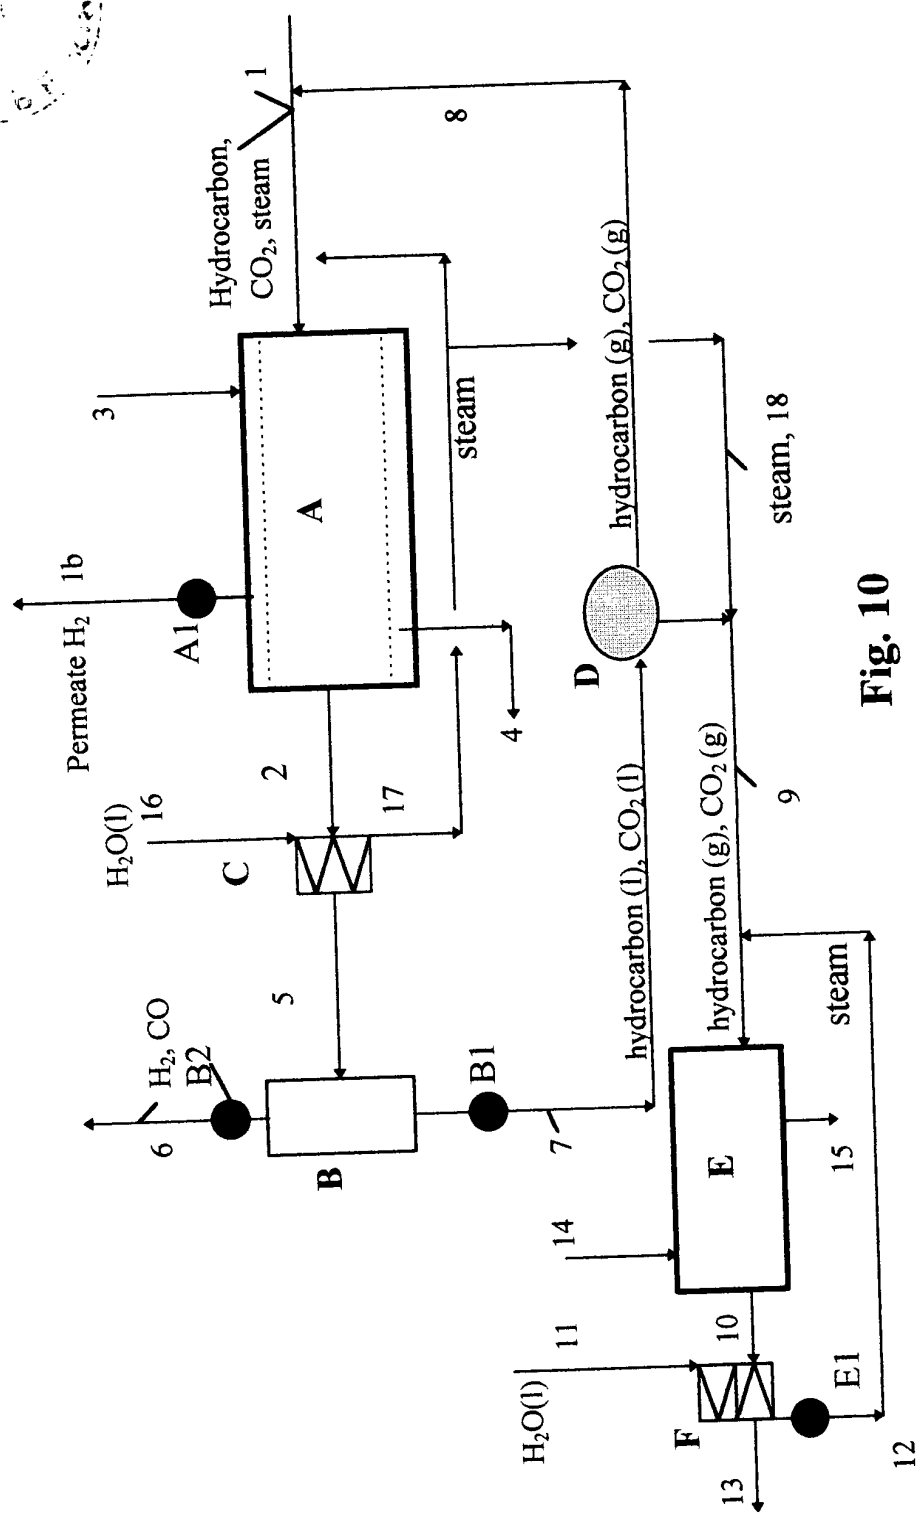 Hydrocarbon,
CO₂, steam
1
8
3
Permeate H₂
1b
A1
A
steam
hydrocarbon (g), CO₂ (g)
steam, 18
D
4
2
17
H₂O(l)
16
C
hydrocarbon (l), CO₂ (l)
hydrocarbon (g), CO₂ (g)
9
5
H₂, CO
6
B2
B
B1
7
steam
E
14
15
H₂O(l)
11
10
F
E1
13
12
Fig. 10